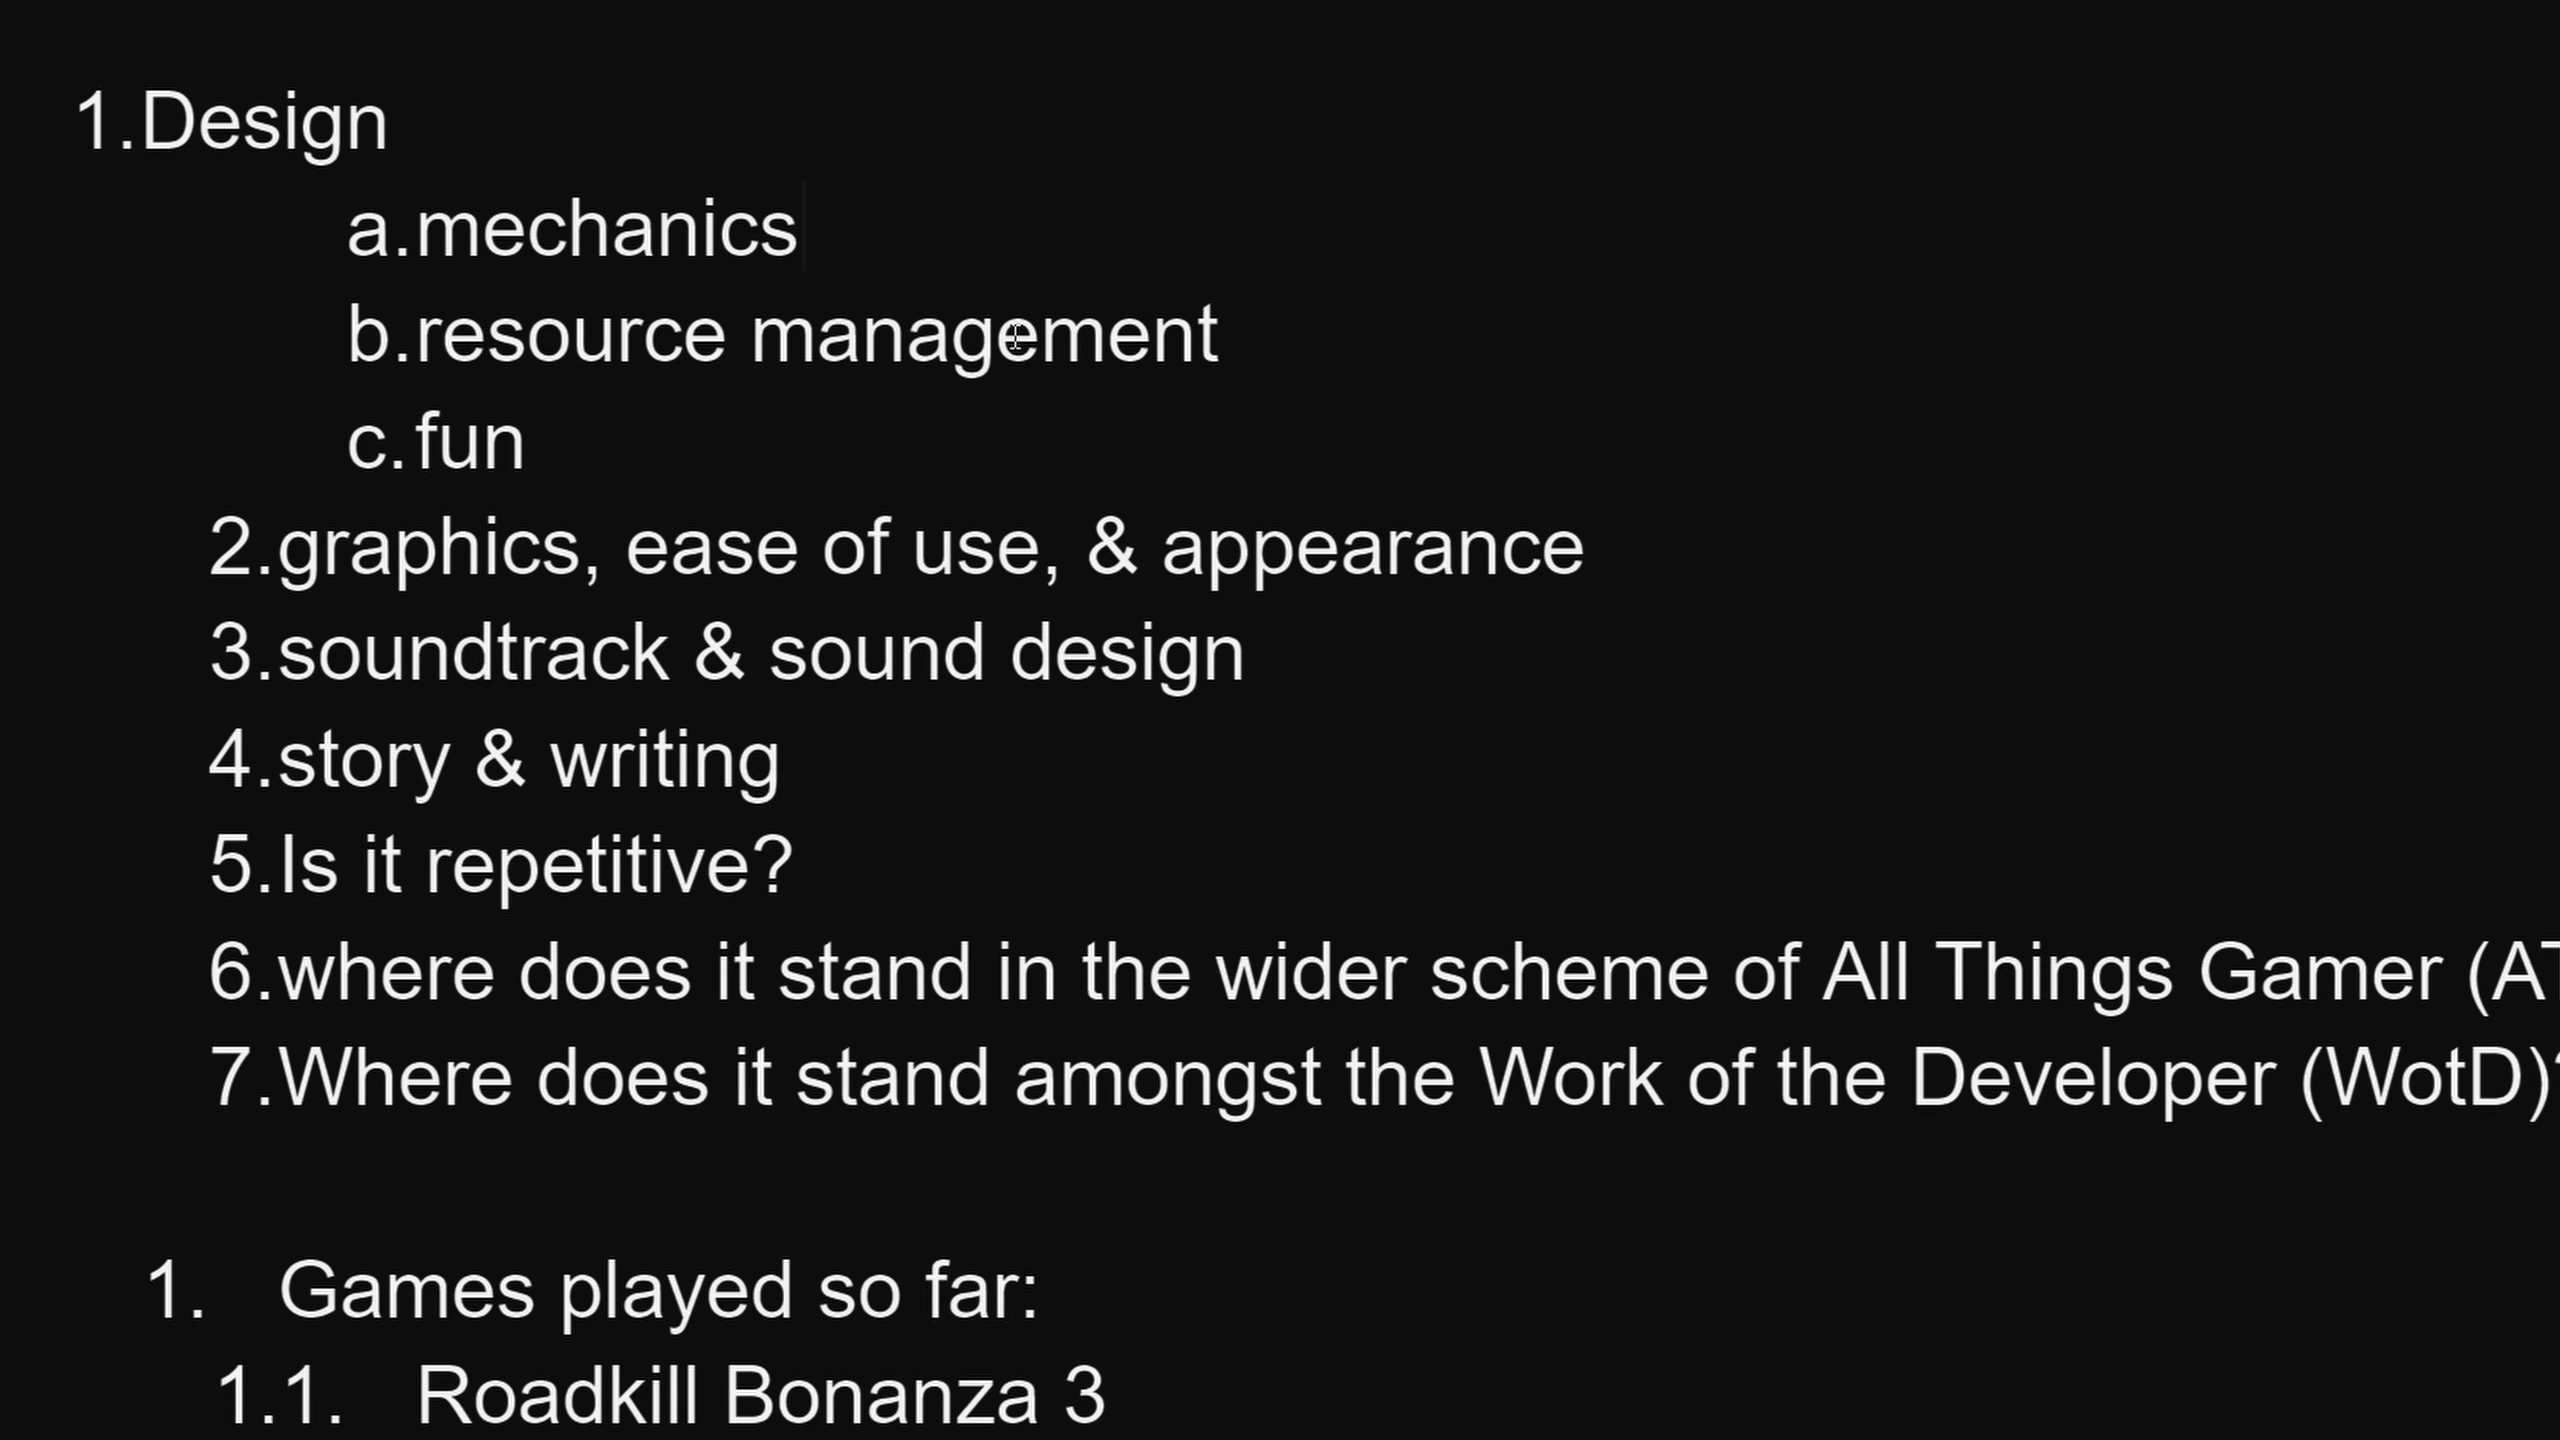 1.Design
a.mechanics
b.resource management
c.fun
2.graphics, ease of use, & appearance
3.soundtrack & sound design
4.story & writing
5.Is it repetitive?
6.where does it stand in the wider scheme of All Things Gamer
7.Where does it stand amongst the Work of the Developer (WotD)?
1. Games played so far:
1.1. Roadkill Bonanza 3